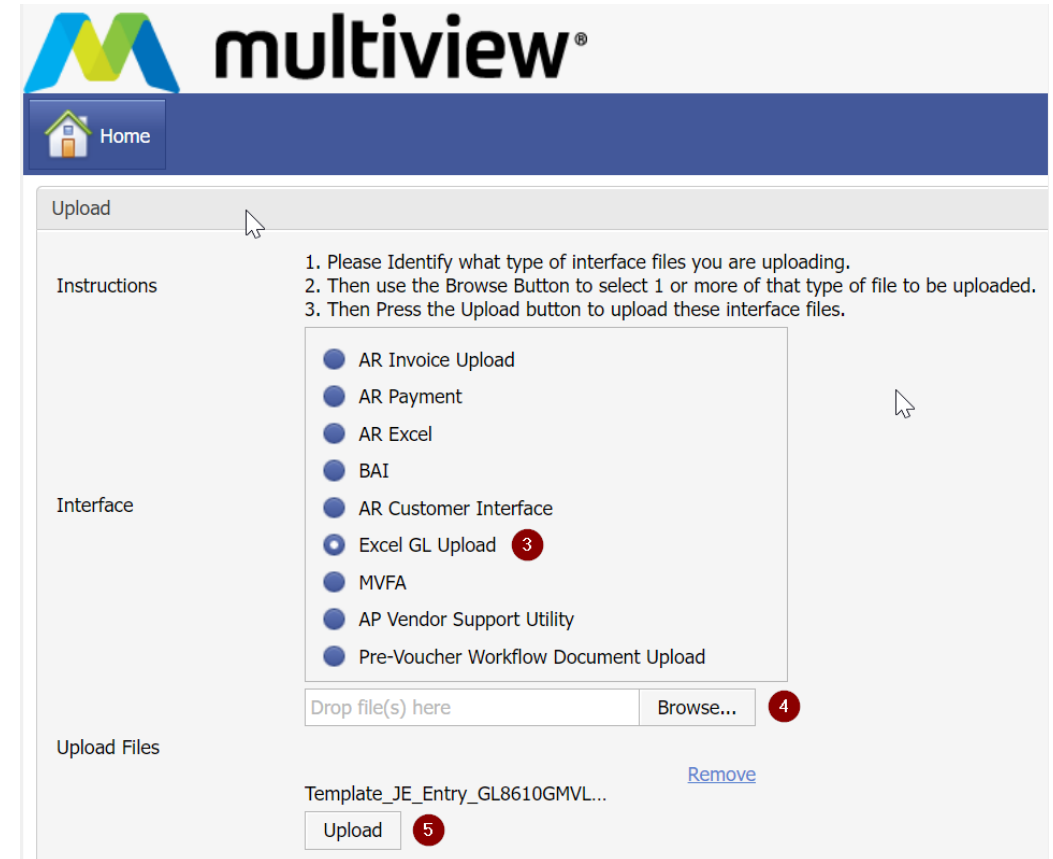 multiview®
Home
Upload
Instructions
1. Please Identify what type of interface files you are uploading.
2. Then use the Browse Button to select 1 or more of that type of file to be uploaded.
3. Then Press the Upload button to upload these interface files.
Interface
AR Invoice Upload
AR Payment
AR Excel
BAI
AR Customer Interface
Excel GL Upload 3
MVFA
AP Vendor Support Utility
Pre-Voucher Workflow Document Upload
Upload Files
Drop file(s) here Browse... 4
Remove
Template_JE_Entry_GL8610GMVL...
Upload 5